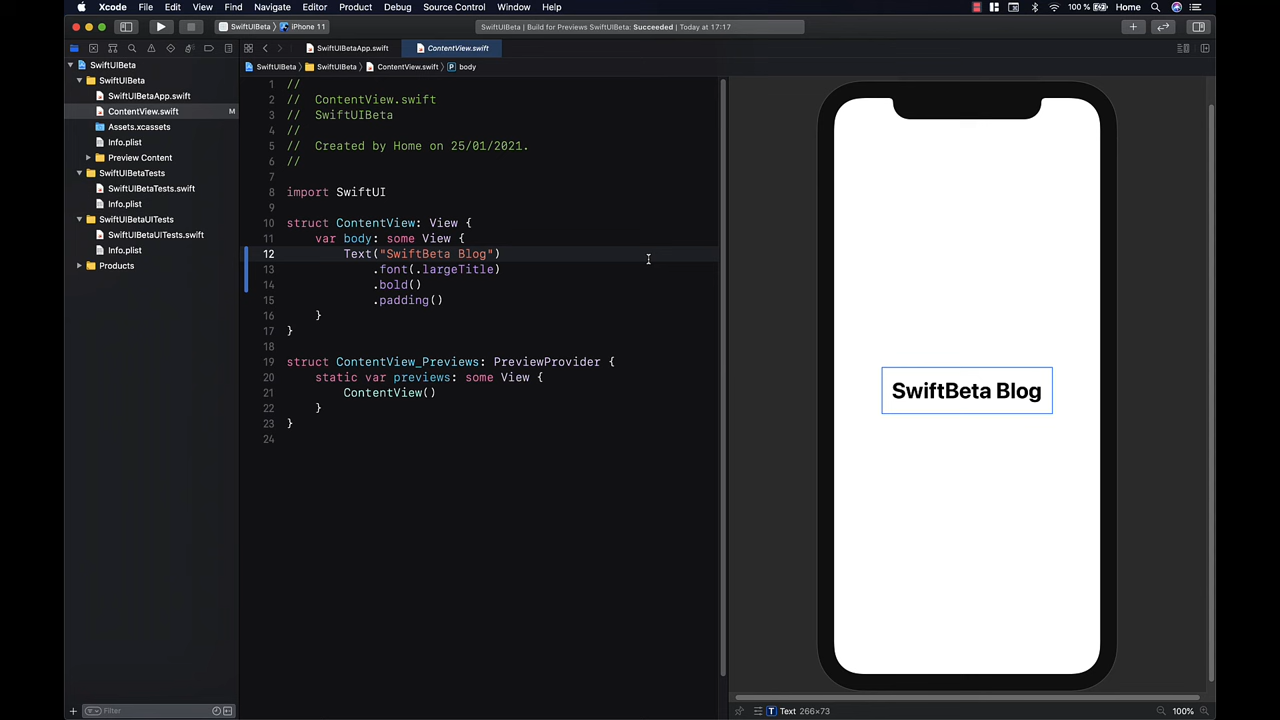 Xcode File Edit View Find Navigate Editor Product Debug Source Control Window Help 100 % Home
SwiftUIBeta iPhone 11 SwiftUIBeta | Build for Previews SwiftUIBeta: Succeeded | Today at 17:17
SwiftUIBetaApp.swift ContentView.swift
SwiftUIBeta SwiftUIBeta SwiftUIBeta ContentView.swift body
SwiftUIBeta
SwiftUIBetaApp.swift
ContentView.swift M
Assets.xcassets
Info.plist
Preview Content
SwiftUIBetaTests
SwiftUIBetaTests.swift
Info.plist
SwiftUIBetaUITests
SwiftUIBetaUITests.swift
Info.plist
Products
Filter
1 //
2 // ContentView.swift
3 // SwiftUIBeta
4 //
5 // Created by Home on 25/01/2021.
6 //
7
8 import SwiftUI
9
10 struct ContentView: View {
11 var body: some View {
12 Text("SwiftBeta Blog")
13 .font(.largeTitle)
14 .bold()
15 .padding()
16 }
17 }
18
19 struct ContentView_Previews: PreviewProvider {
20 static var previews: some View {
21 ContentView()
22 }
23 }
24
SwiftBeta Blog
T Text 266×73 100%